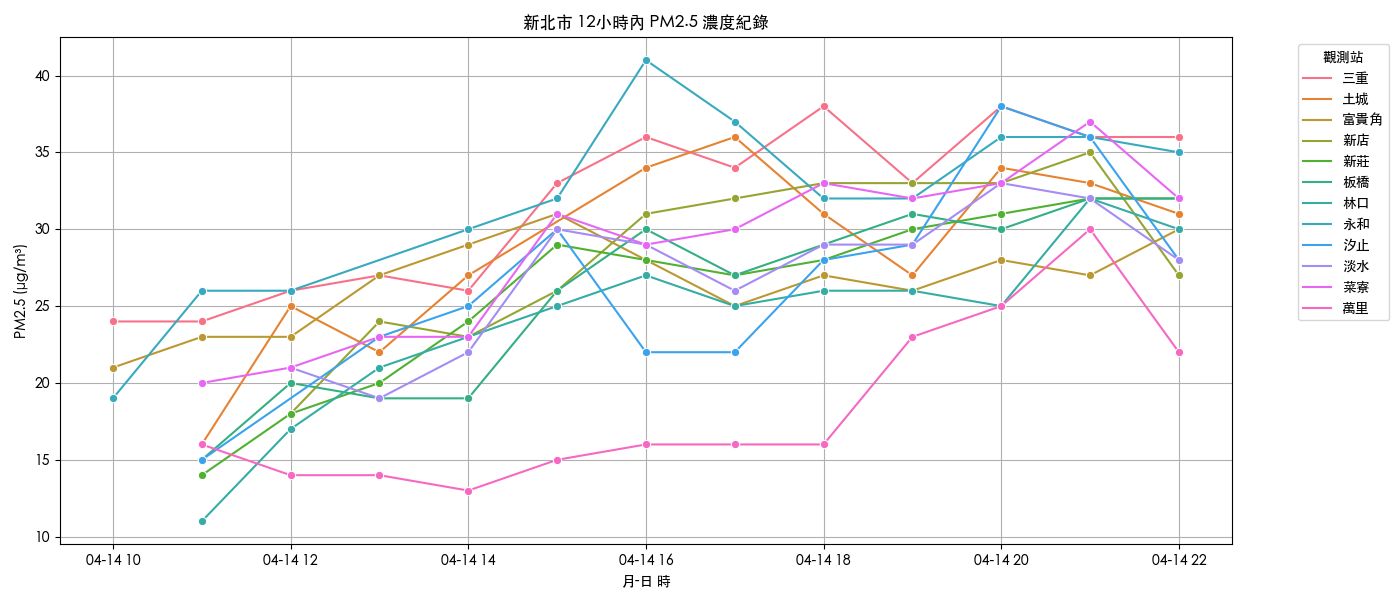 新北市 12小時內 PM2.5 濃度紀錄
PM2.5 (μg/m³)
40
35
30
25
20
15
10
04-14 10
04-14 12
04-14 14
04-14 16
04-14 18
04-14 20
04-14 22
月-日 時
觀測站
三重
土城
富貴角
新店
新莊
板橋
林口
永和
汐止
淡水
菜寮
萬里